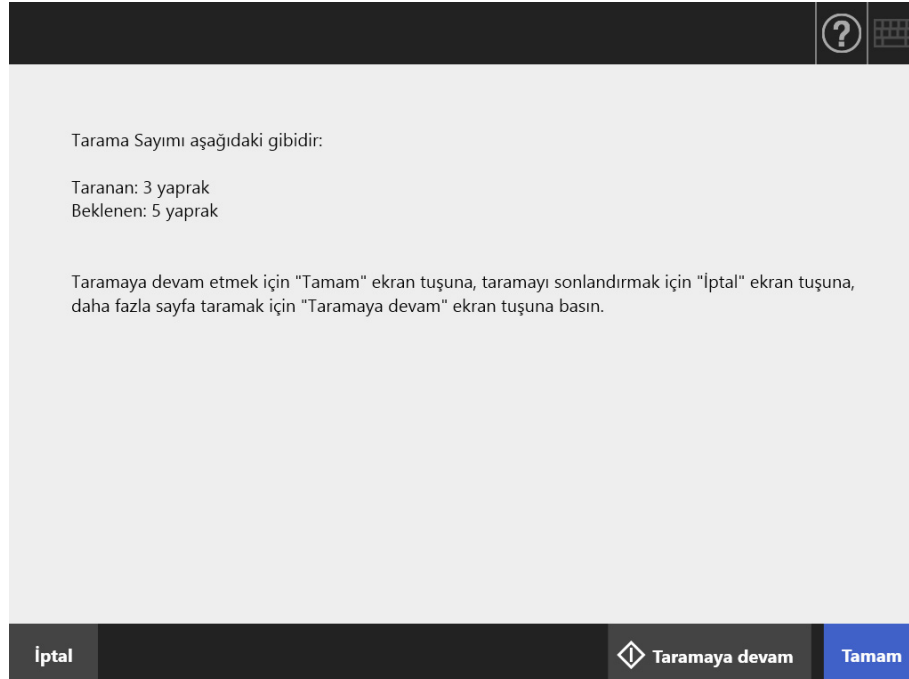 ?
Tarama Sayımı aşağıdaki gibidir:
Taranan: 3 yaprak
Beklenen: 5 yaprak
Taramaya devam etmek için "Tamam" ekran tuşuna, taramayı sonlandırmak için "İptal" ekran tuşuna,
daha fazla sayfa taramak için "Taramaya devam" ekran tuşuna basın.
İptal
Taramaya devam
Tamam